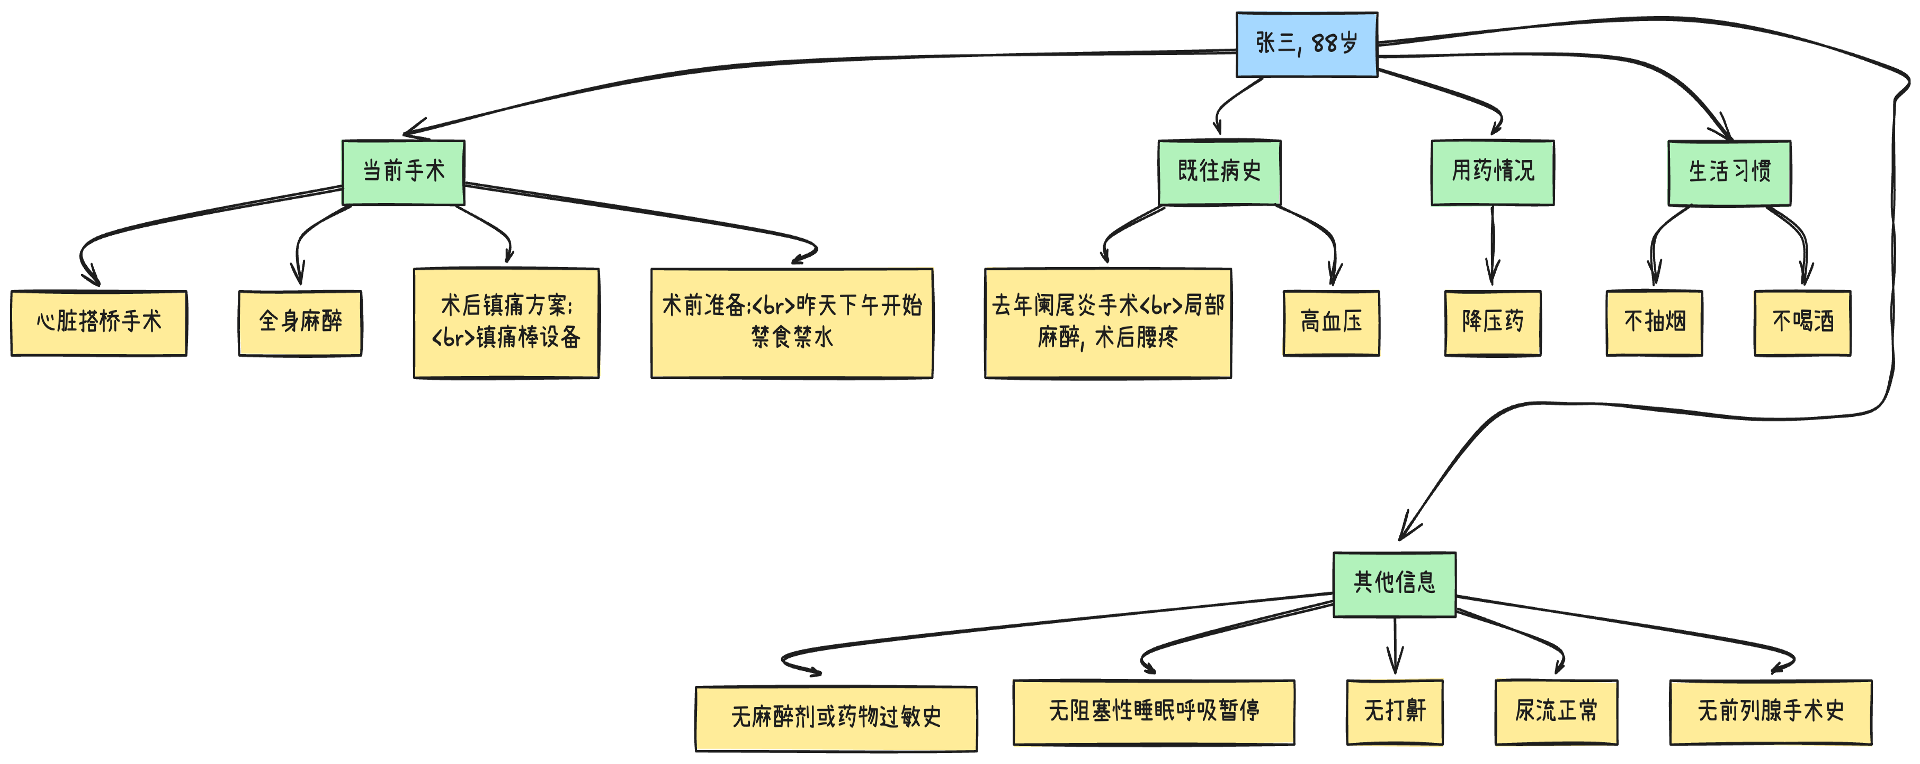 张三, 88岁
当前手术
既往病史
用药情况
生活习惯
心脏搭桥手术
全身麻醉
术后镇痛方案:
<br>镇痛棒设备
术前准备:<br>昨天下午开始
禁食禁水
去年阑尾炎手术<br>局部
麻醉, 术后腰疼
高血压
降压药
不抽烟
不喝酒
其他信息
无麻醉剂或药物过敏史
无阻塞性睡眠呼吸暂停
无打鼾
尿流正常
无前列腺手术史